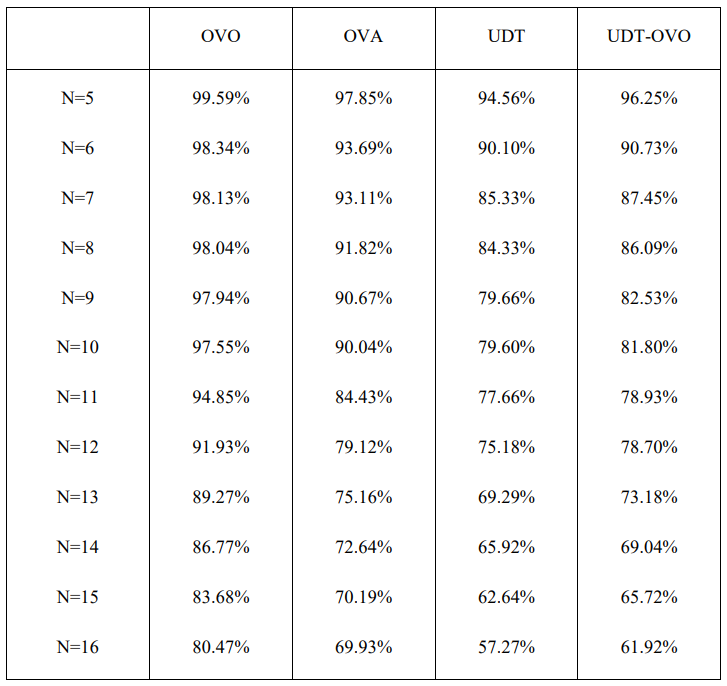 OVO OVA UDT UDT-OVO
N=5 99.59% 97.85% 94.56% 96.25%
N=6 98.34% 93.69% 90.10% 90.73%
N=7 98.13% 93.11% 85.33% 87.45%
N=8 98.04% 91.82% 84.33% 86.09%
N=9 97.94% 90.67% 79.66% 82.53%
N=10 97.55% 90.04% 79.60% 81.80%
N=11 94.85% 84.43% 77.66% 78.93%
N=12 91.93% 79.12% 75.18% 78.70%
N=13 89.27% 75.16% 69.29% 73.18%
N=14 86.77% 72.64% 65.92% 69.04%
N=15 83.68% 70.19% 62.64% 65.72%
N=16 80.47% 69.93% 57.27% 61.92%